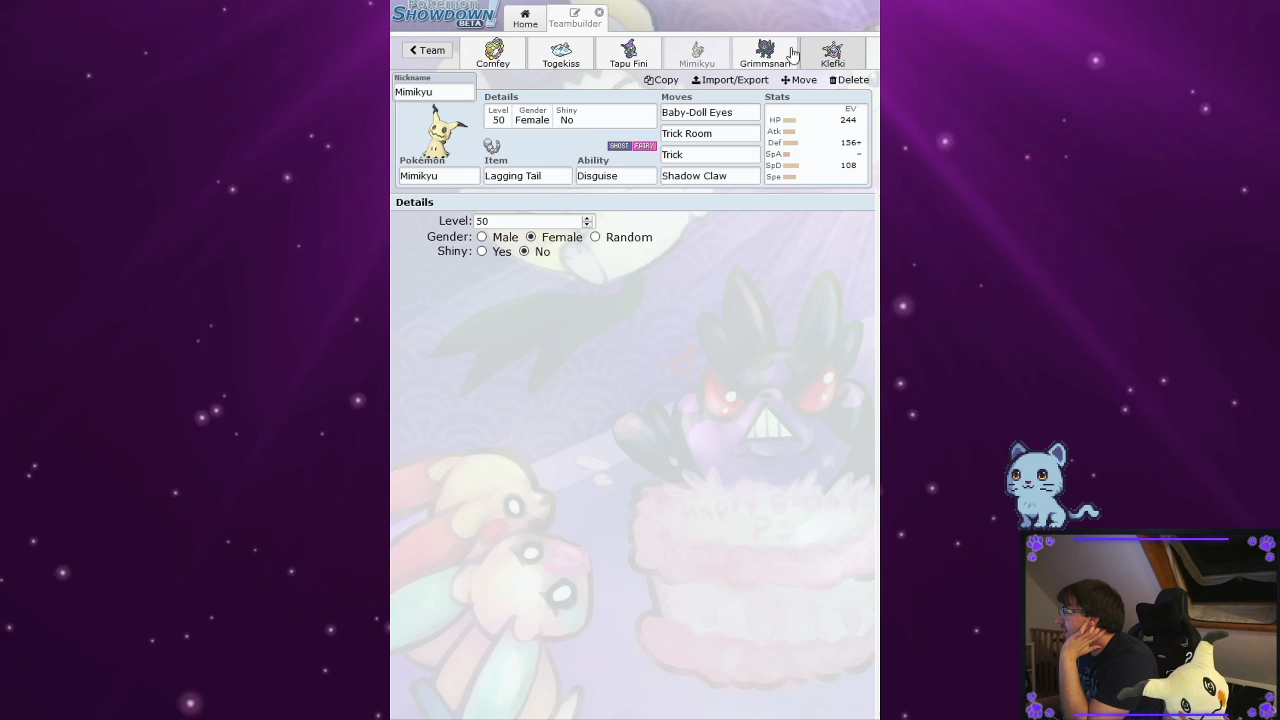 Pokémon
SHOWDOWN
BETA
Home
Teambuilder
Team
Comfey
Togekiss
Tapu Fini
Mimikyu
Grimmsnarl
Klefki
Copy
Import/Export
Move
Delete
Nickname
Mimikyu
Details
Level
50
Gender
Female
Shiny
No
GHOST
FAIRY
Pokémon
Mimikyu
Item
Lagging Tail
Ability
Disguise
Moves
Baby-Doll Eyes
Trick Room
Trick
Shadow Claw
Stats
EV
HP 244
Atk
Def 156+
SpA –
SpD 108
Spe
Details
Level: 50
Gender: Male Female Random
Shiny: Yes No